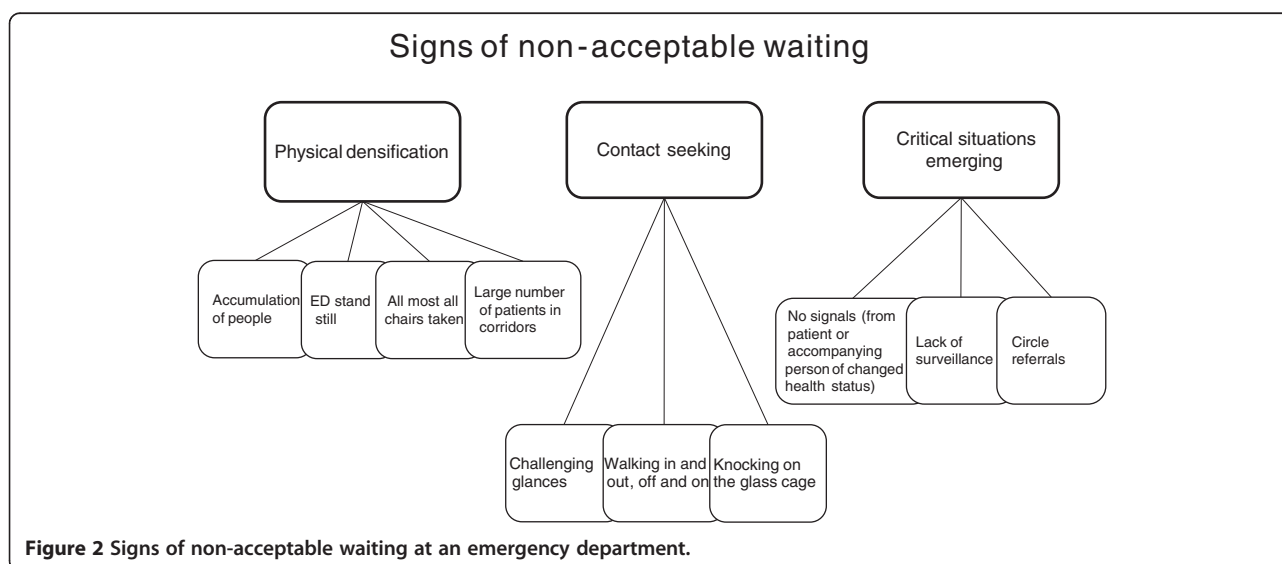 Signs of non-acceptable waiting
Physical densification
Contact seeking
Critical situations
emerging
Accumulation
of people
ED stand
still
All most all
chairs taken
Large number
of patients in
corridors
No signals (from
patient or
accompanying
person of changed
health status)
Lack of
surveillance
Circle
referrals
Challenging
glances
Walking in and
out, off and on
Knocking on
the glass cage
Figure 2 Signs of non-acceptable waiting at an emergency department.